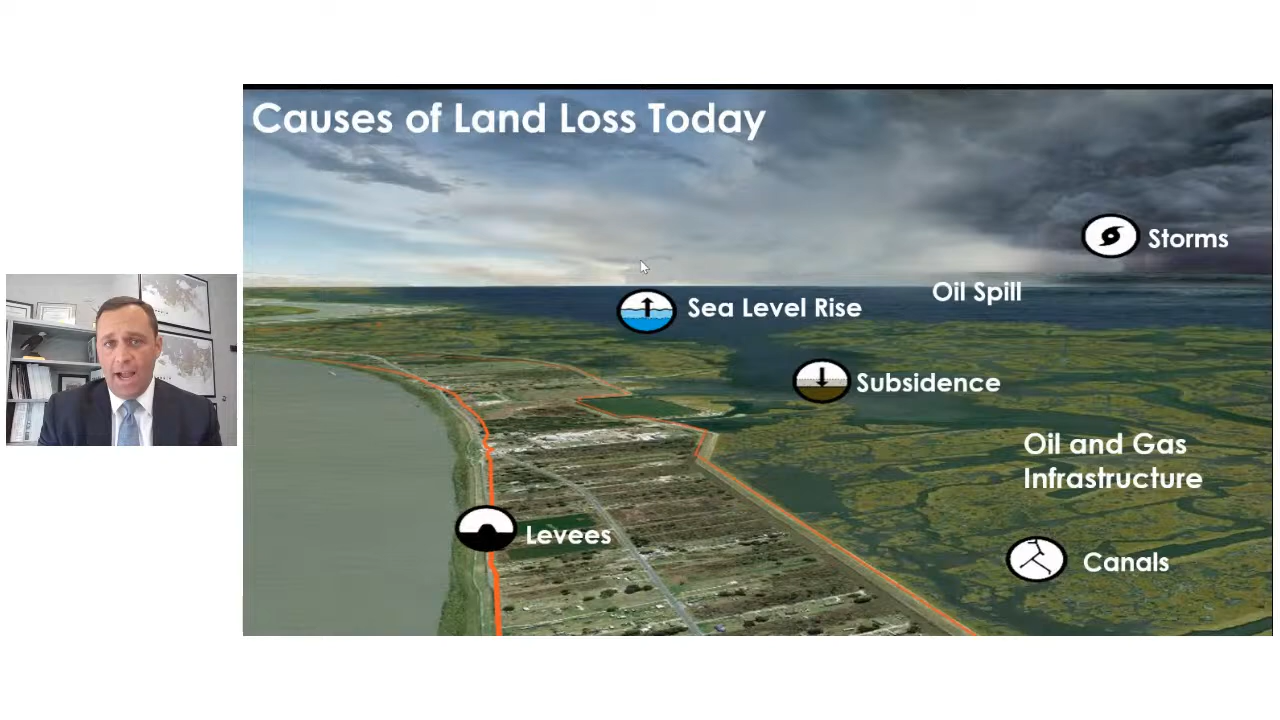 Causes of Land Loss Today
Storms
Oil Spill
Sea Level Rise
Subsidence
Oil and Gas
Infrastructure
Levees
Canals